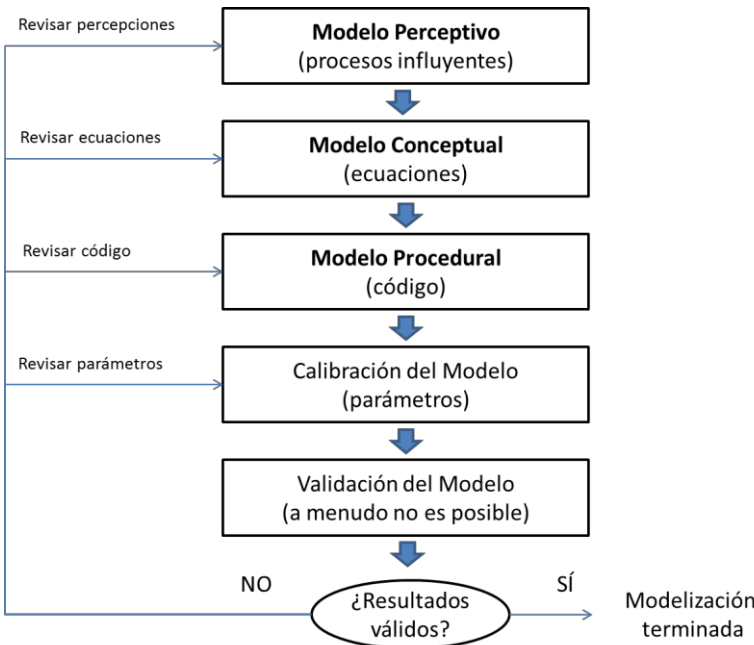 Revisar percepciones
Modelo Perceptivo
(procesos influyentes)
Revisar ecuaciones
Modelo Conceptual
(ecuaciones)
Revisar código
Modelo Procedural
(código)
Revisar parámetros
Calibración del Modelo
(parámetros)
Validación del Modelo
(a menudo no es posible)
NO
¿Resultados
válidos?
SÍ
Modelización
terminada